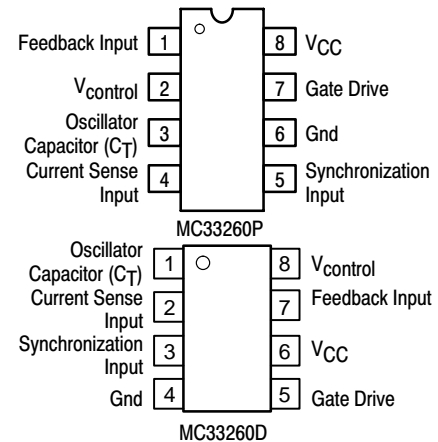 Feedback Input 1 8 VCC
Vcontrol 2 7 Gate Drive
Oscillator
Capacitor (CT) 3 6 Gnd
Current Sense
Input 4 5 Synchronization
Input
MC33260P
Oscillator
Capacitor (CT) 1 8 Vcontrol
Current Sense
Input 2 7 Feedback Input
Synchronization
Input 3 6 VCC
Gnd 4 5 Gate Drive
MC33260D